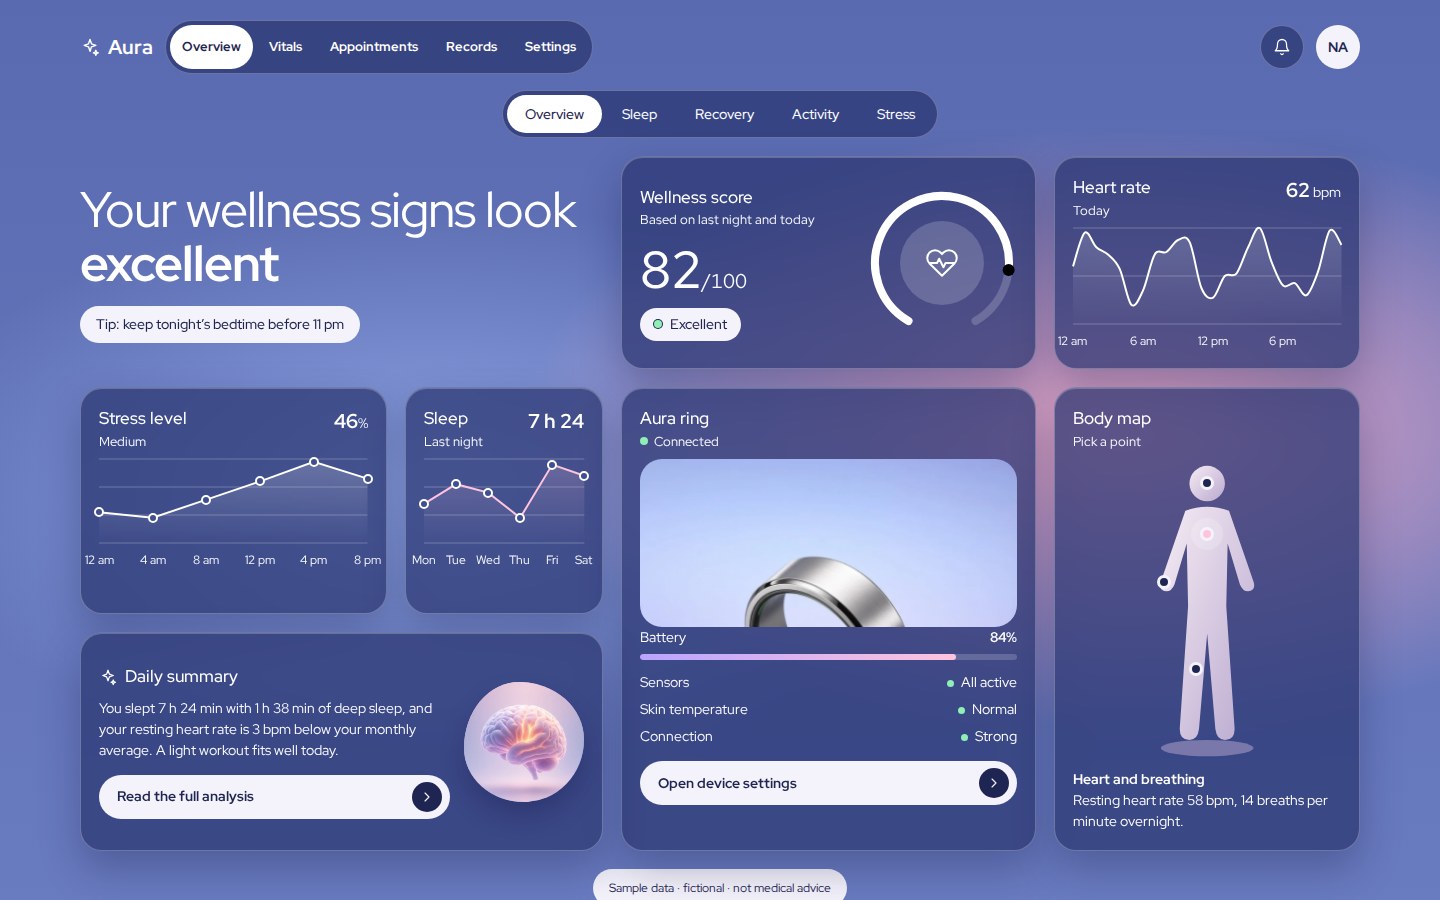 Aura
Overview
Vitals
Appointments
Records
Settings
NA
Overview
Sleep
Recovery
Activity
Stress
Your wellness signs look
excellent
Tip: keep tonight’s bedtime before 11 pm
Wellness score
Based on last night and today
82/100
Excellent
Heart rate
62 bpm
Today
12 am
6 am
12 pm
6 pm
Stress level
46%
Medium
12 am
4 am
8 am
12 pm
4 pm
8 pm
Sleep
7 h 24
Last night
Mon
Tue
Wed
Thu
Fri
Sat
Daily summary
You slept 7 h 24 min with 1 h 38 min of deep sleep, and
your resting heart rate is 3 bpm below your monthly
average. A light workout fits well today.
Read the full analysis
Aura ring
Connected
Battery
84%
Sensors
All active
Skin temperature
Normal
Connection
Strong
Open device settings
Body map
Pick a point
Heart and breathing
Resting heart rate 58 bpm, 14 breaths per
minute overnight.
Sample data · fictional · not medical advice